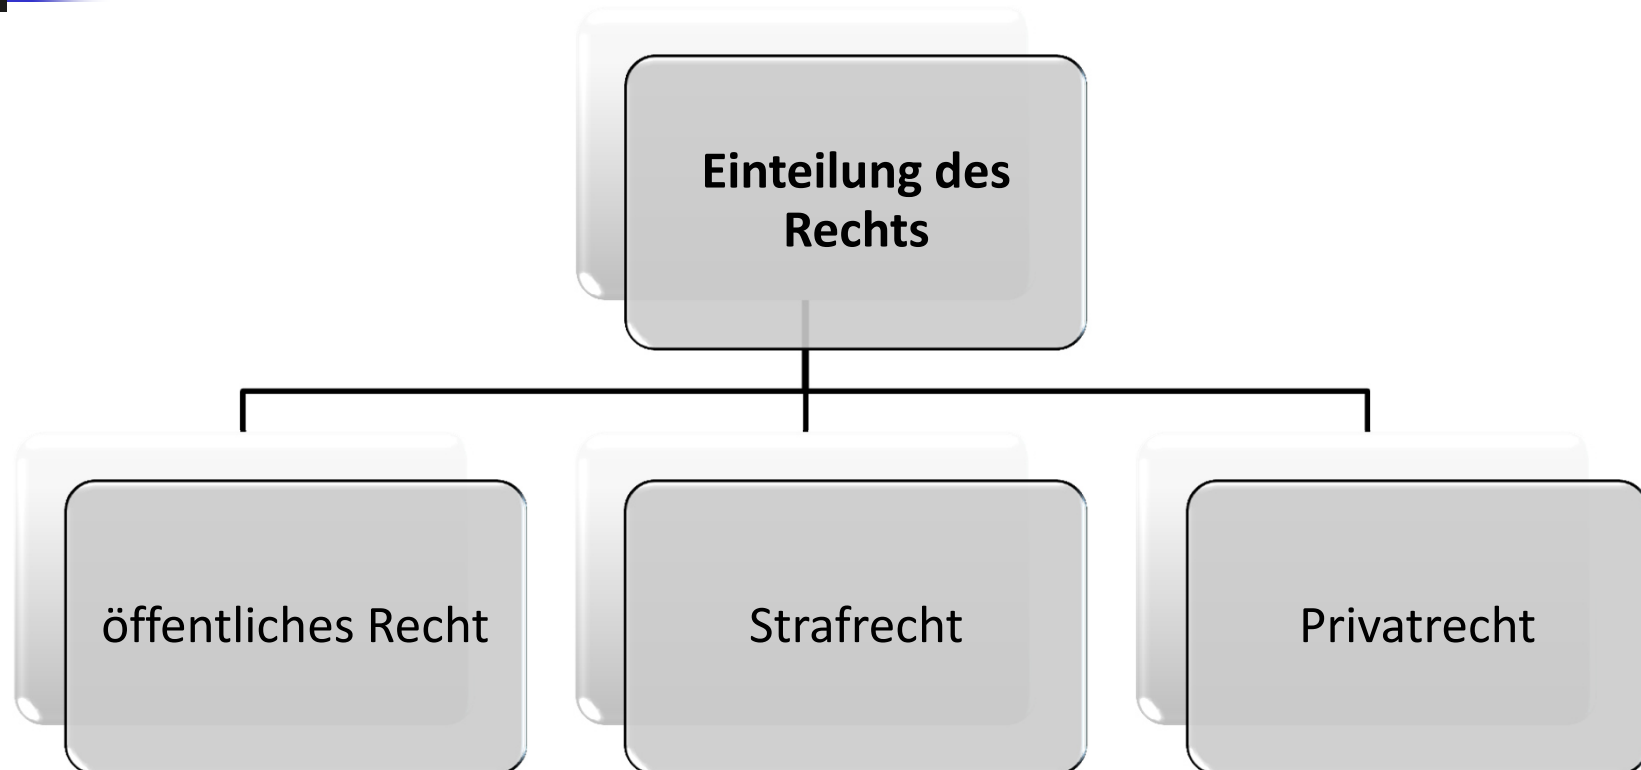 Einteilung des
Rechts
öffentliches Recht
Strafrecht
Privatrecht